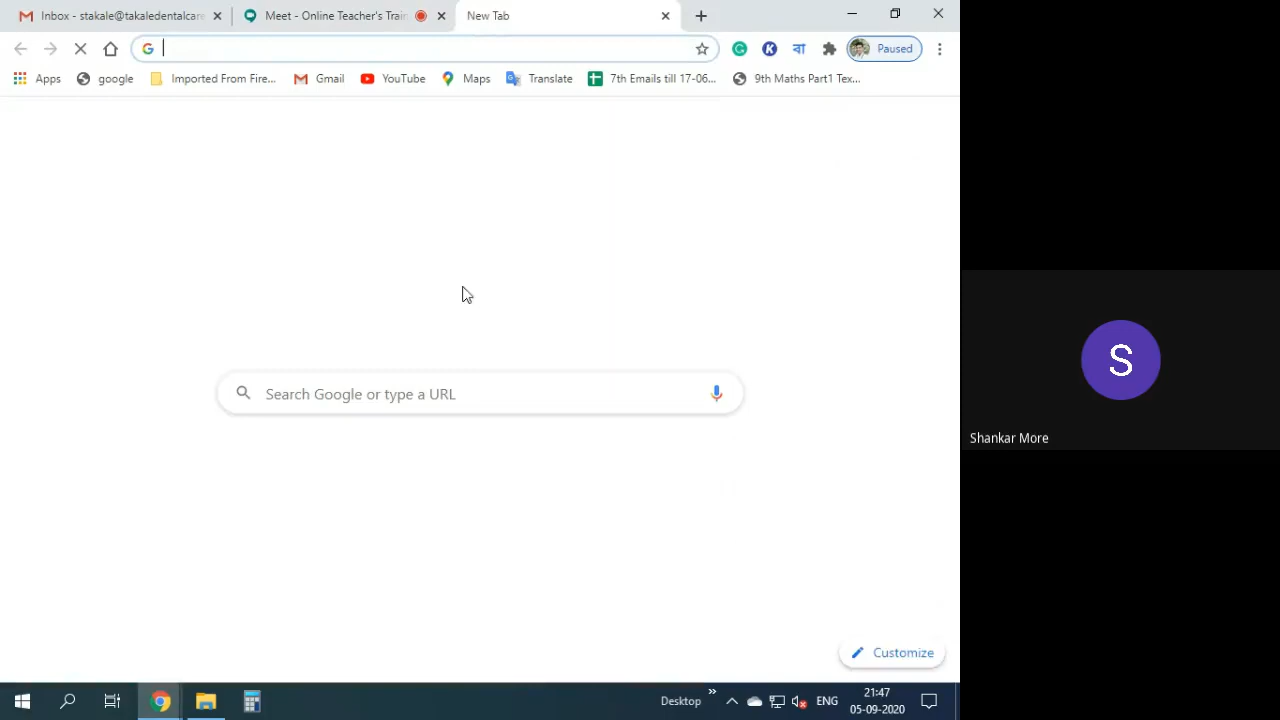 Inbox - stakale@takaledentalcare
Meet - Online Teacher's Train
New Tab
Paused
Apps
google
Imported From Fire...
Gmail
YouTube
Maps
Translate
7th Emails till 17-06...
9th Maths Part1 Tex...
Search Google or type a URL
S
Shankar More
Customize
Desktop
ENG
21:47
05-09-2020